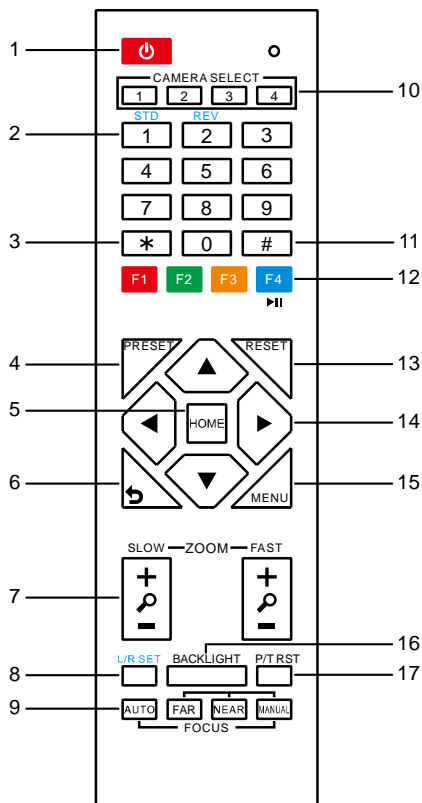 1
CAMERA SELECT
1 2 3 4
10
STD REV
2
1 2 3
4 5 6
7 8 9
3
* 0 #
11
F1 F2 F3 F4
12
PRESET RESET
4
13
5
HOME
14
6
MENU
15
SLOW ZOOM FAST
+ +
7
- -
16
L/R SET BACKLIGHT P/T RST
8
17
9
AUTO FAR NEAR MANUAL
FOCUS